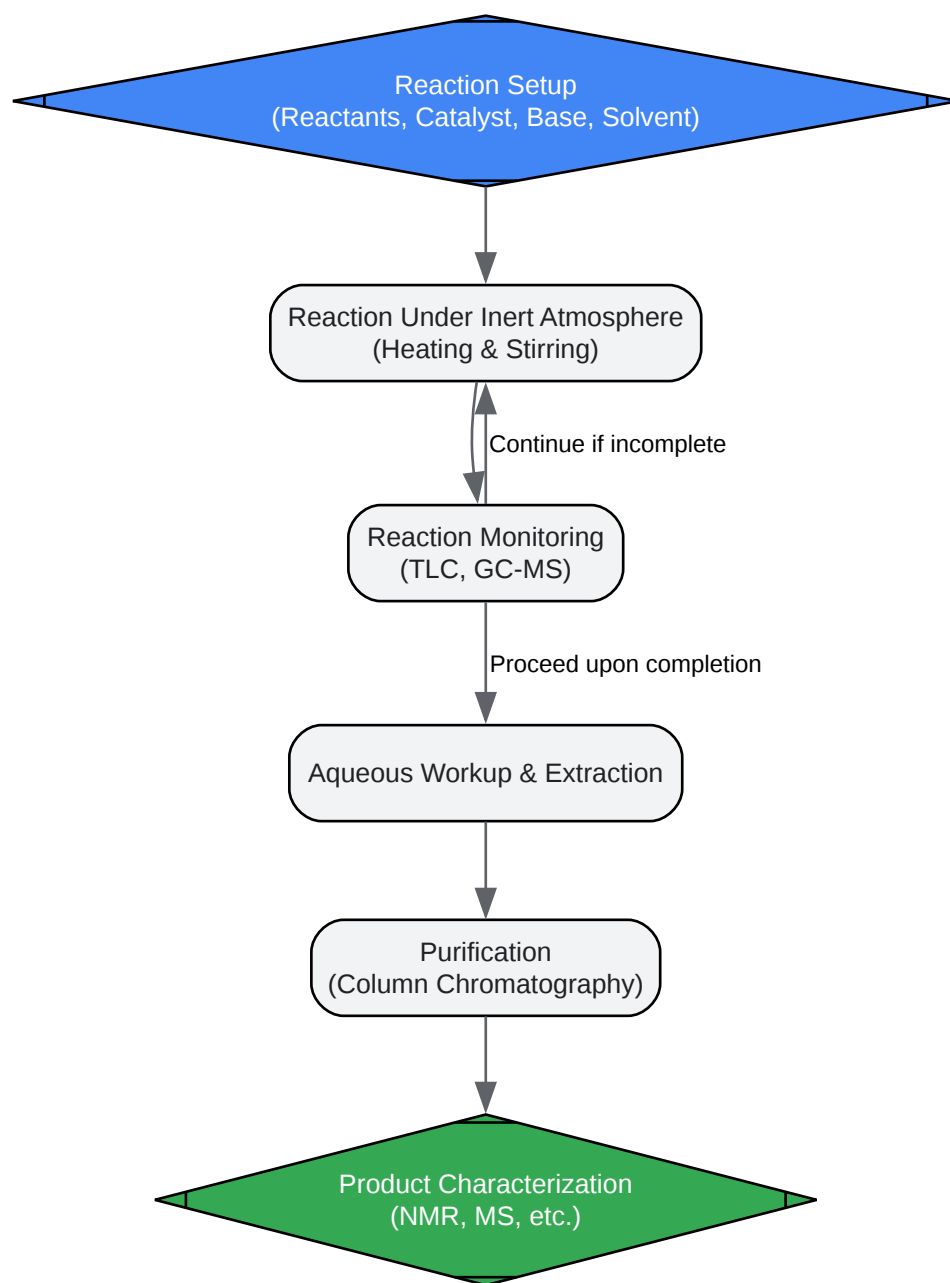 Reaction Setup
(Reactants, Catalyst, Base, Solvent)
Reaction Under Inert Atmosphere
(Heating & Stirring)
Continue if incomplete
Reaction Monitoring
(TLC, GC-MS)
Proceed upon completion
Aqueous Workup & Extraction
Purification
(Column Chromatography)
Product Characterization
(NMR, MS, etc.)